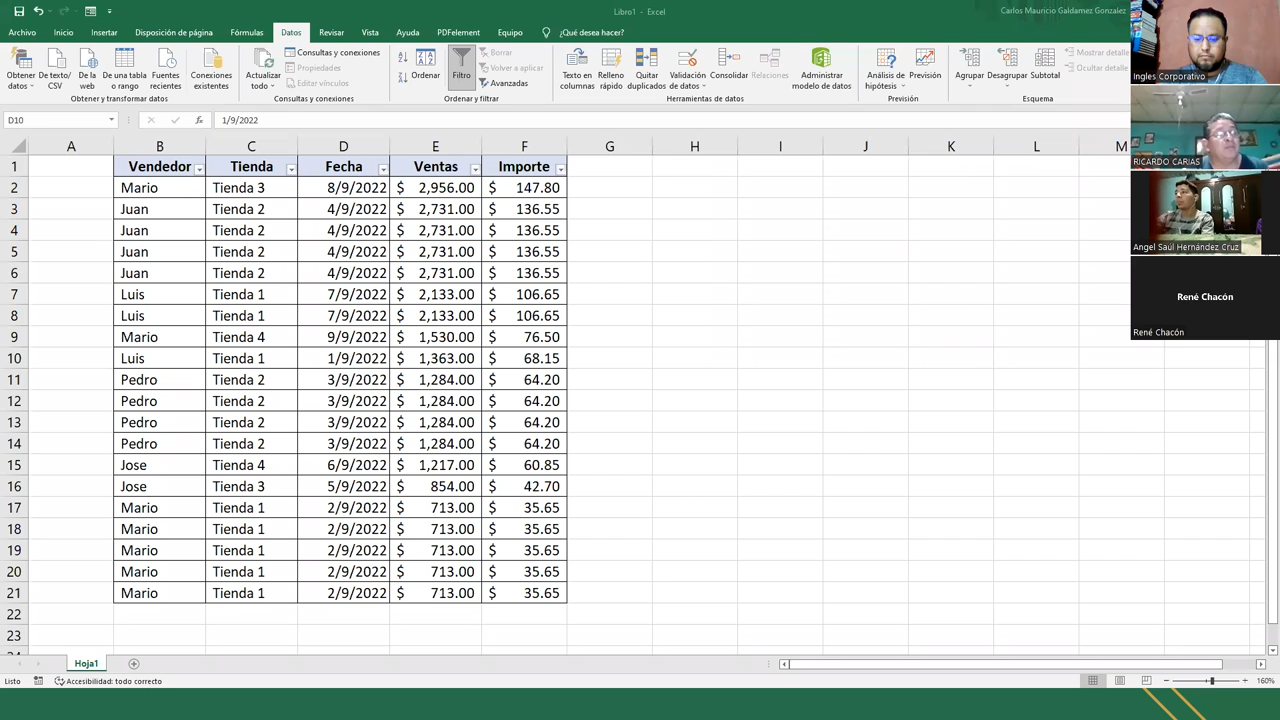 Libro1 - Excel
Carlos Mauricio Galdamez Gonzalez
Archivo Inicio Insertar Disposición de página Fórmulas Datos Revisar Vista Ayuda PDFelement Equipo ¿Qué desea hacer?
Obtener datos
De texto/CSV
De la web
De una tabla o rango
Fuentes recientes
Conexiones existentes
Obtener y transformar datos
Actualizar todo
Consultas y conexiones
Propiedades
Editar vínculos
Consultas y conexiones
Ordenar
Filtro
Borrar
Volver a aplicar
Avanzadas
Ordenar y filtrar
Texto en columnas
Relleno rápido
Quitar duplicados
Validación de datos
Consolidar
Relaciones
Administrar modelo de datos
Herramientas de datos
Análisis de hipótesis
Previsión
Previsión
Agrupar
Desagrupar
Subtotal
Mostrar detalle
Ocultar detalle
Esquema
D10 fx 1/9/2022
A B C D E F G H I J K L M
1 Vendedor Tienda Fecha Ventas Importe
2 Mario Tienda 3 8/9/2022 $ 2,956.00 $ 147.80
3 Juan Tienda 2 4/9/2022 $ 2,731.00 $ 136.55
4 Juan Tienda 2 4/9/2022 $ 2,731.00 $ 136.55
5 Juan Tienda 2 4/9/2022 $ 2,731.00 $ 136.55
6 Juan Tienda 2 4/9/2022 $ 2,731.00 $ 136.55
7 Luis Tienda 1 7/9/2022 $ 2,133.00 $ 106.65
8 Luis Tienda 1 7/9/2022 $ 2,133.00 $ 106.65
9 Mario Tienda 4 9/9/2022 $ 1,530.00 $ 76.50
10 Luis Tienda 1 1/9/2022 $ 1,363.00 $ 68.15
11 Pedro Tienda 2 3/9/2022 $ 1,284.00 $ 64.20
12 Pedro Tienda 2 3/9/2022 $ 1,284.00 $ 64.20
13 Pedro Tienda 2 3/9/2022 $ 1,284.00 $ 64.20
14 Pedro Tienda 2 3/9/2022 $ 1,284.00 $ 64.20
15 Jose Tienda 4 6/9/2022 $ 1,217.00 $ 60.85
16 Jose Tienda 3 5/9/2022 $ 854.00 $ 42.70
17 Mario Tienda 1 2/9/2022 $ 713.00 $ 35.65
18 Mario Tienda 1 2/9/2022 $ 713.00 $ 35.65
19 Mario Tienda 1 2/9/2022 $ 713.00 $ 35.65
20 Mario Tienda 1 2/9/2022 $ 713.00 $ 35.65
21 Mario Tienda 1 2/9/2022 $ 713.00 $ 35.65
22
23
Hoja1
Listo Accesibilidad: todo correcto 160%
Ingles Corporativo
RICARDO CARIAS
Angel Saúl Hernández Cruz
René Chacón
René Chacón